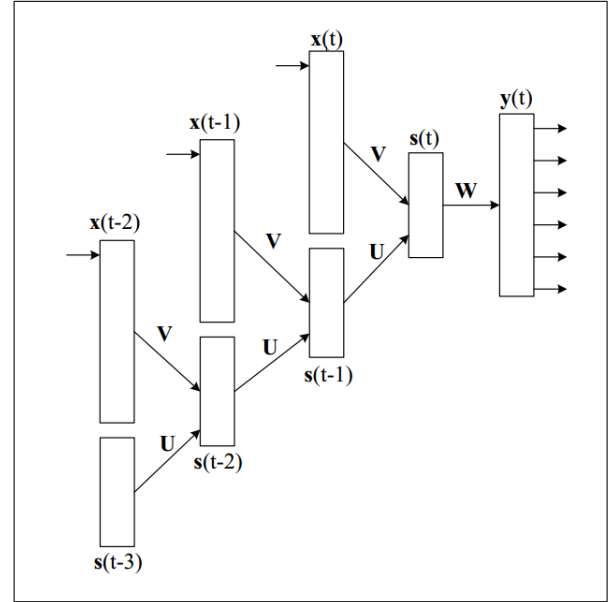 x(t)
y(t)
x(t-1)
s(t)
V
W
x(t-2)
V
U
V
U
s(t-1)
U
s(t-2)
s(t-3)